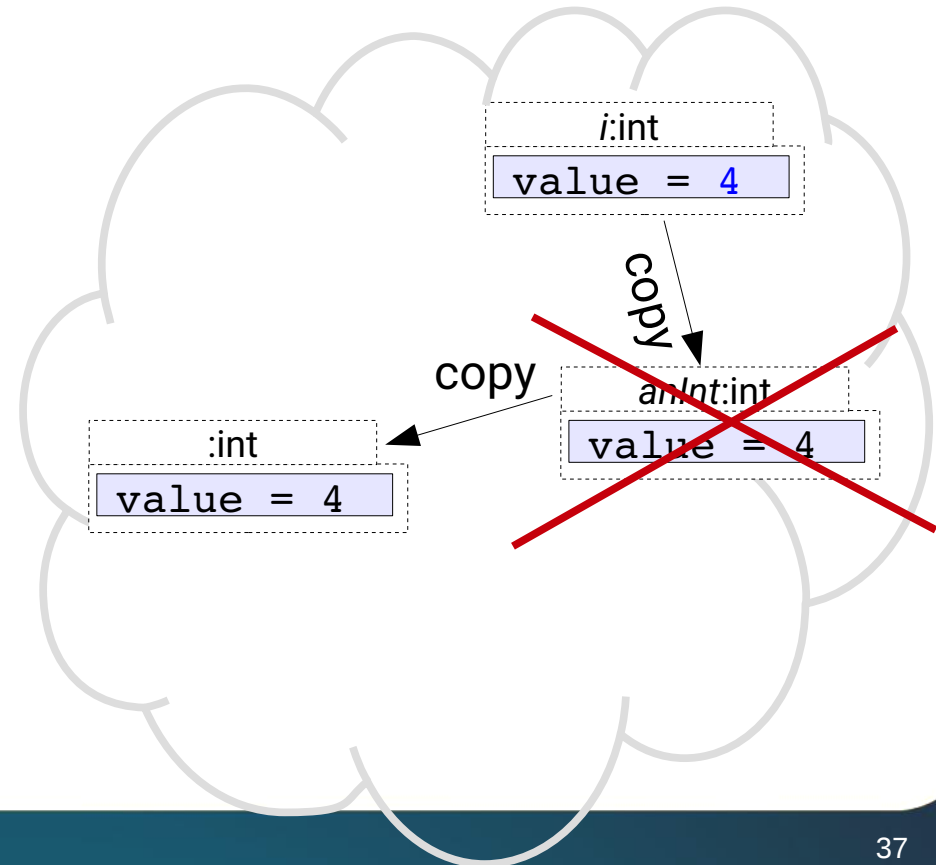 i:int
value = 4
copy
copy
anInt:int
value = 4
:int
value = 4
37